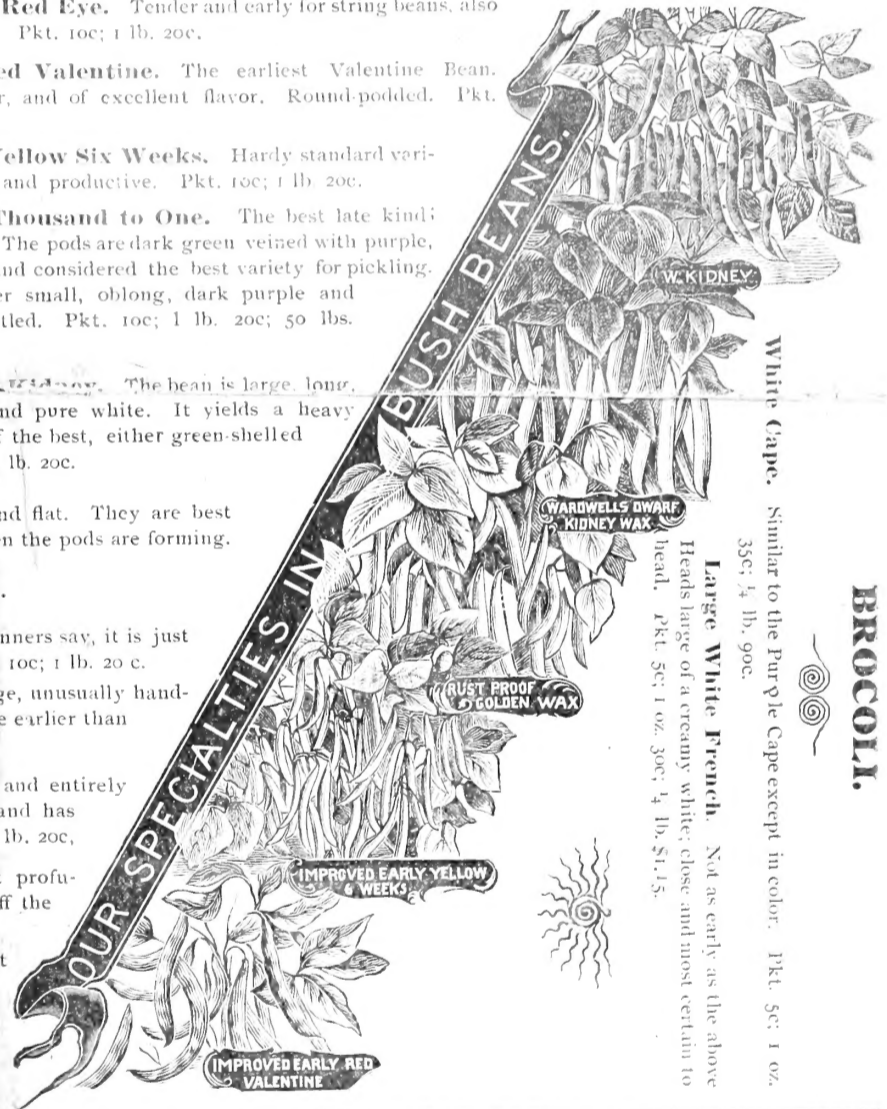 Red Eye. Tender and early for string beans, also
Pkt. 10c; 1 lb. 20c.
ed Valentine. The earliest Valentine Bean.
r, and of excellent flavor. Round-podded. Pkt.
Yellow Six Weeks. Hardy standard vari-
and productive. Pkt. 10c; 1 lb. 20c.
Thousand to One. The best late kind;
The pods are dark green veined with purple,
nd considered the best variety for pickling.
er small, oblong, dark purple and
tled. Pkt. 10c; 1 lb. 20c; 50 lbs.
Kidney. The bean is large, long,
nd pure white. It yields a heavy
f the best, either green-shelled
lb. 20c.
nd flat. They are best
n the pods are forming.
nners say, it is just
10c; 1 lb. 20 c.
ge, unusually hand-
e earlier than
and entirely
and has
lb. 20c,
profu-
ff the
t
OUR SPECIALTIES IN BUSH BEANS.
W. KIDNEY
WARDWELLS DWARF
KIDNEY WAX
RUST PROOF
GOLDEN WAX
IMPROVED EARLY YELLOW
6 WEEKS
IMPROVED EARLY RED
VALENTINE
BROCOLI.
White Cape. Similar to the Purple Cape except in color. Pkt. 5c; 1 oz.
35c; ¼ lb. 90c.
Large White French. Not as early as the above
Heads large of a creamy white; close and most certain to
head. Pkt. 5c; 1 oz. 30c; ¼ lb. $1.15.